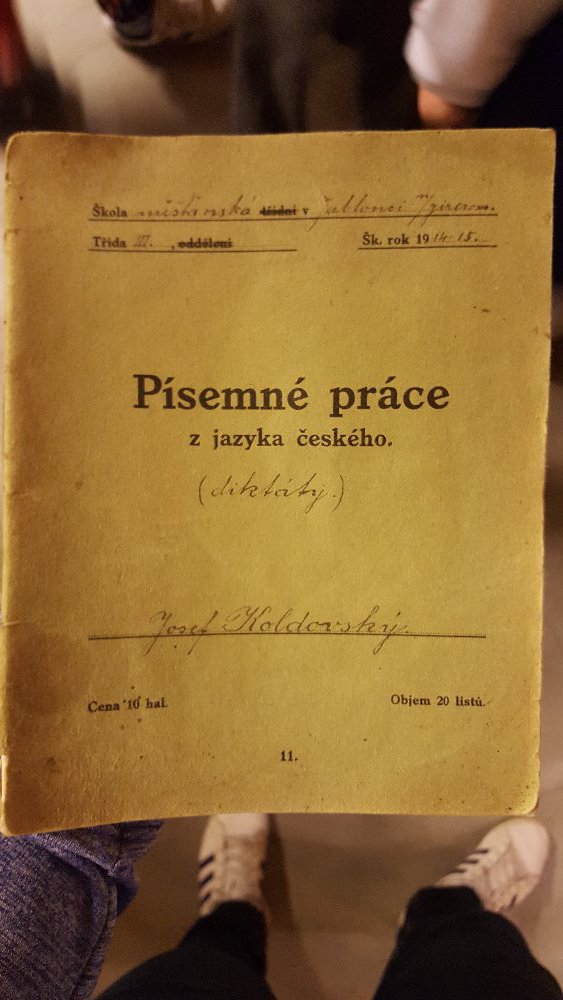 Škola měšťanská třídní v Jablonci n/Jizerou.
Třída III. , oddělení Šk. rok 1914-15.
Písemné práce
z jazyka českého.
(diktáty.)
Josef Koldovský.
Cena 10 hal. Objem 20 listů.
11.